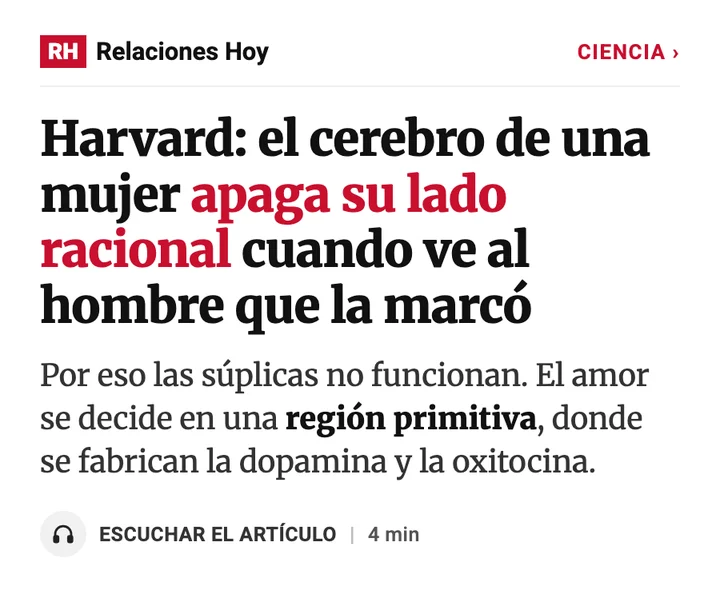 RH Relaciones Hoy
CIENCIA ›
Harvard: el cerebro de una
mujer apaga su lado
racional cuando ve al
hombre que la marcó
Por eso las súplicas no funcionan. El amor
se decide en una región primitiva, donde
se fabrican la dopamina y la oxitocina.
ESCUCHAR EL ARTÍCULO | 4 min